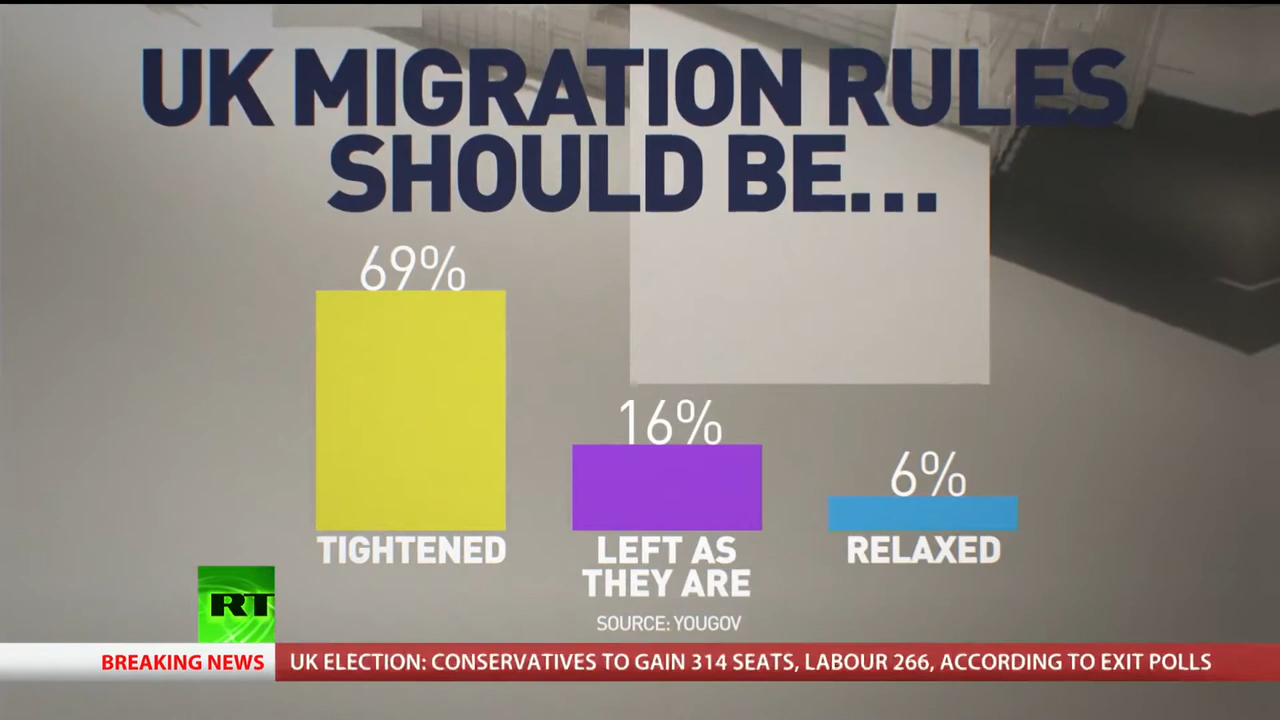 UK MIGRATION RULES
SHOULD BE...
69%
16%
6%
TIGHTENED
LEFT AS
THEY ARE
RELAXED
SOURCE: YOUGOV
RT
BREAKING NEWS
UK ELECTION: CONSERVATIVES TO GAIN 314 SEATS, LABOUR 266, ACCORDING TO EXIT POLLS